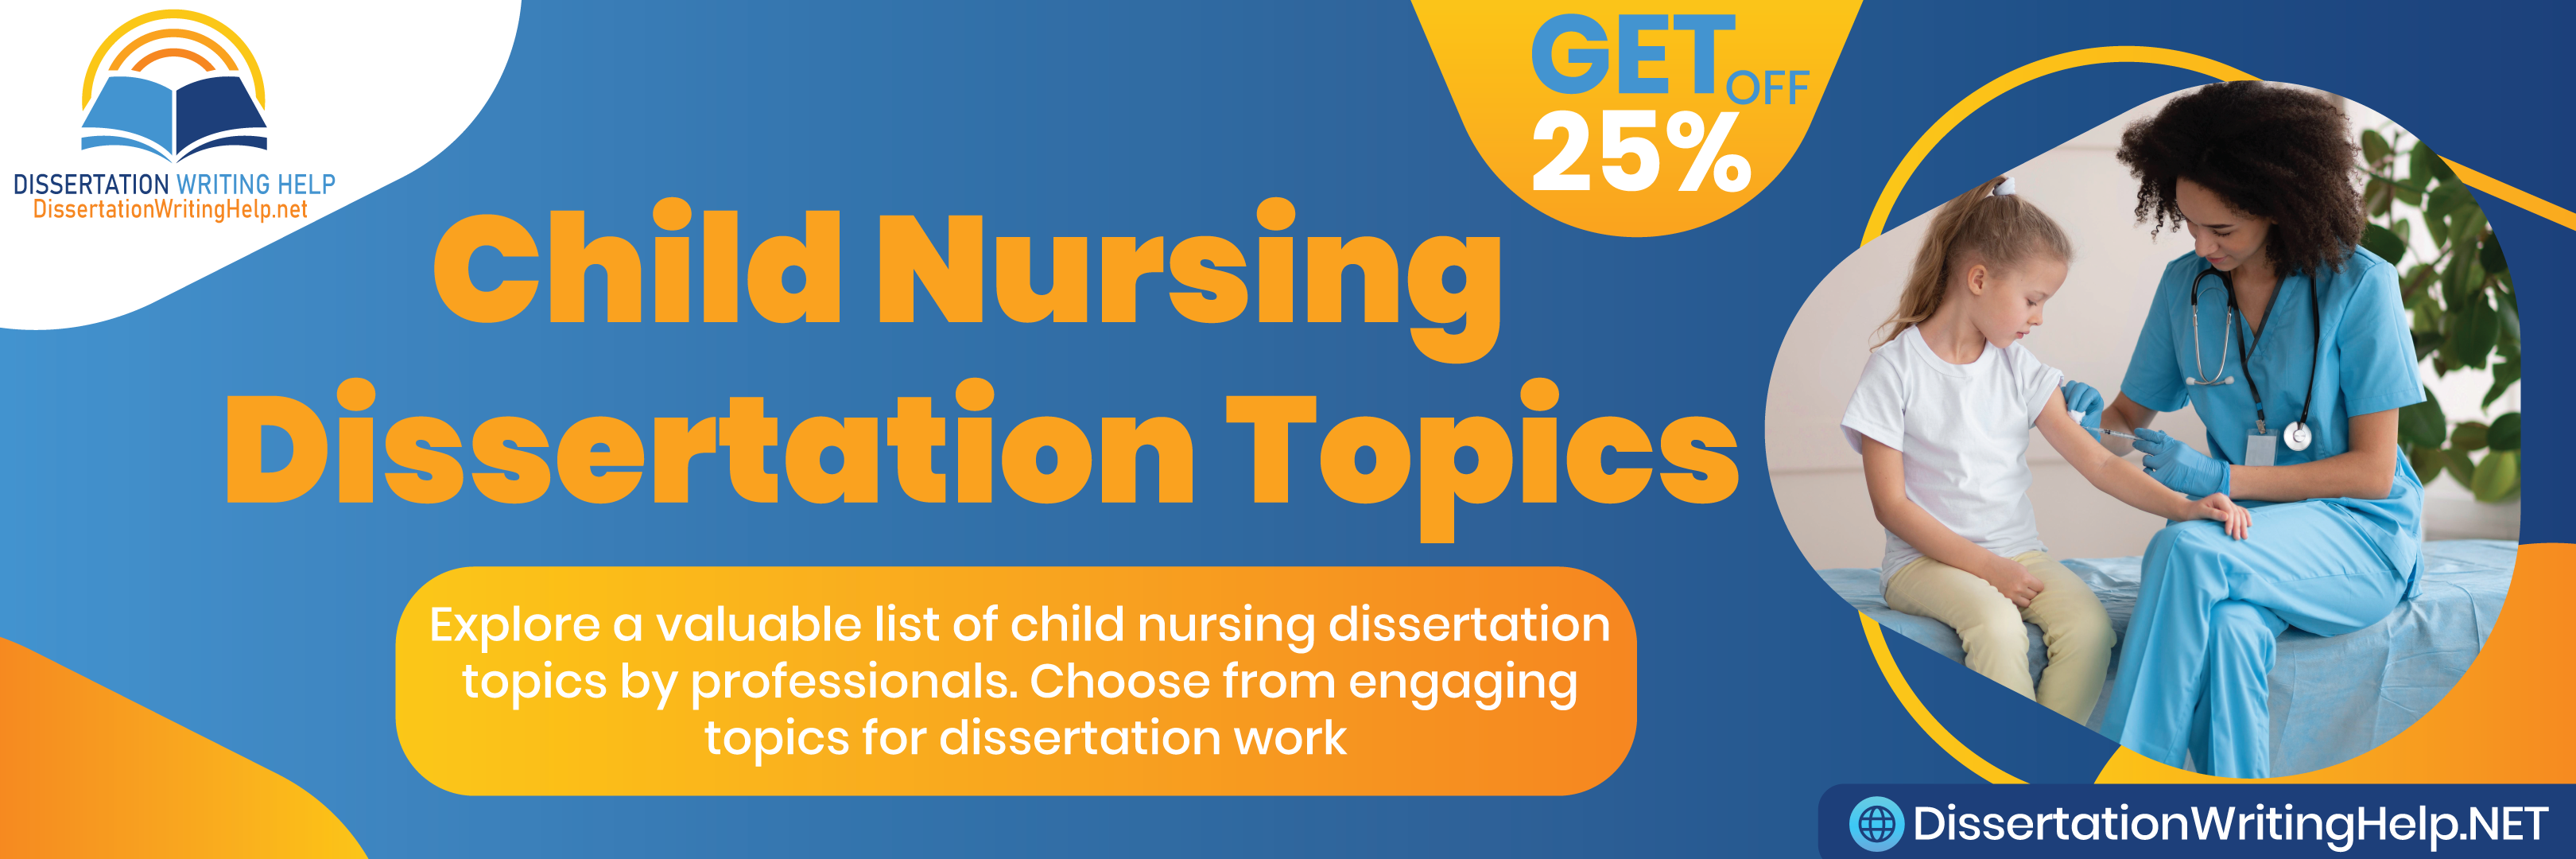 DISSERTATION WRITING HELP
DissertationWritingHelp.net
GET OFF
25%
Child Nursing
Dissertation Topics
Explore a valuable list of child nursing dissertation
topics by professionals. Choose from engaging
topics for dissertation work
DissertationWritingHelp.NET